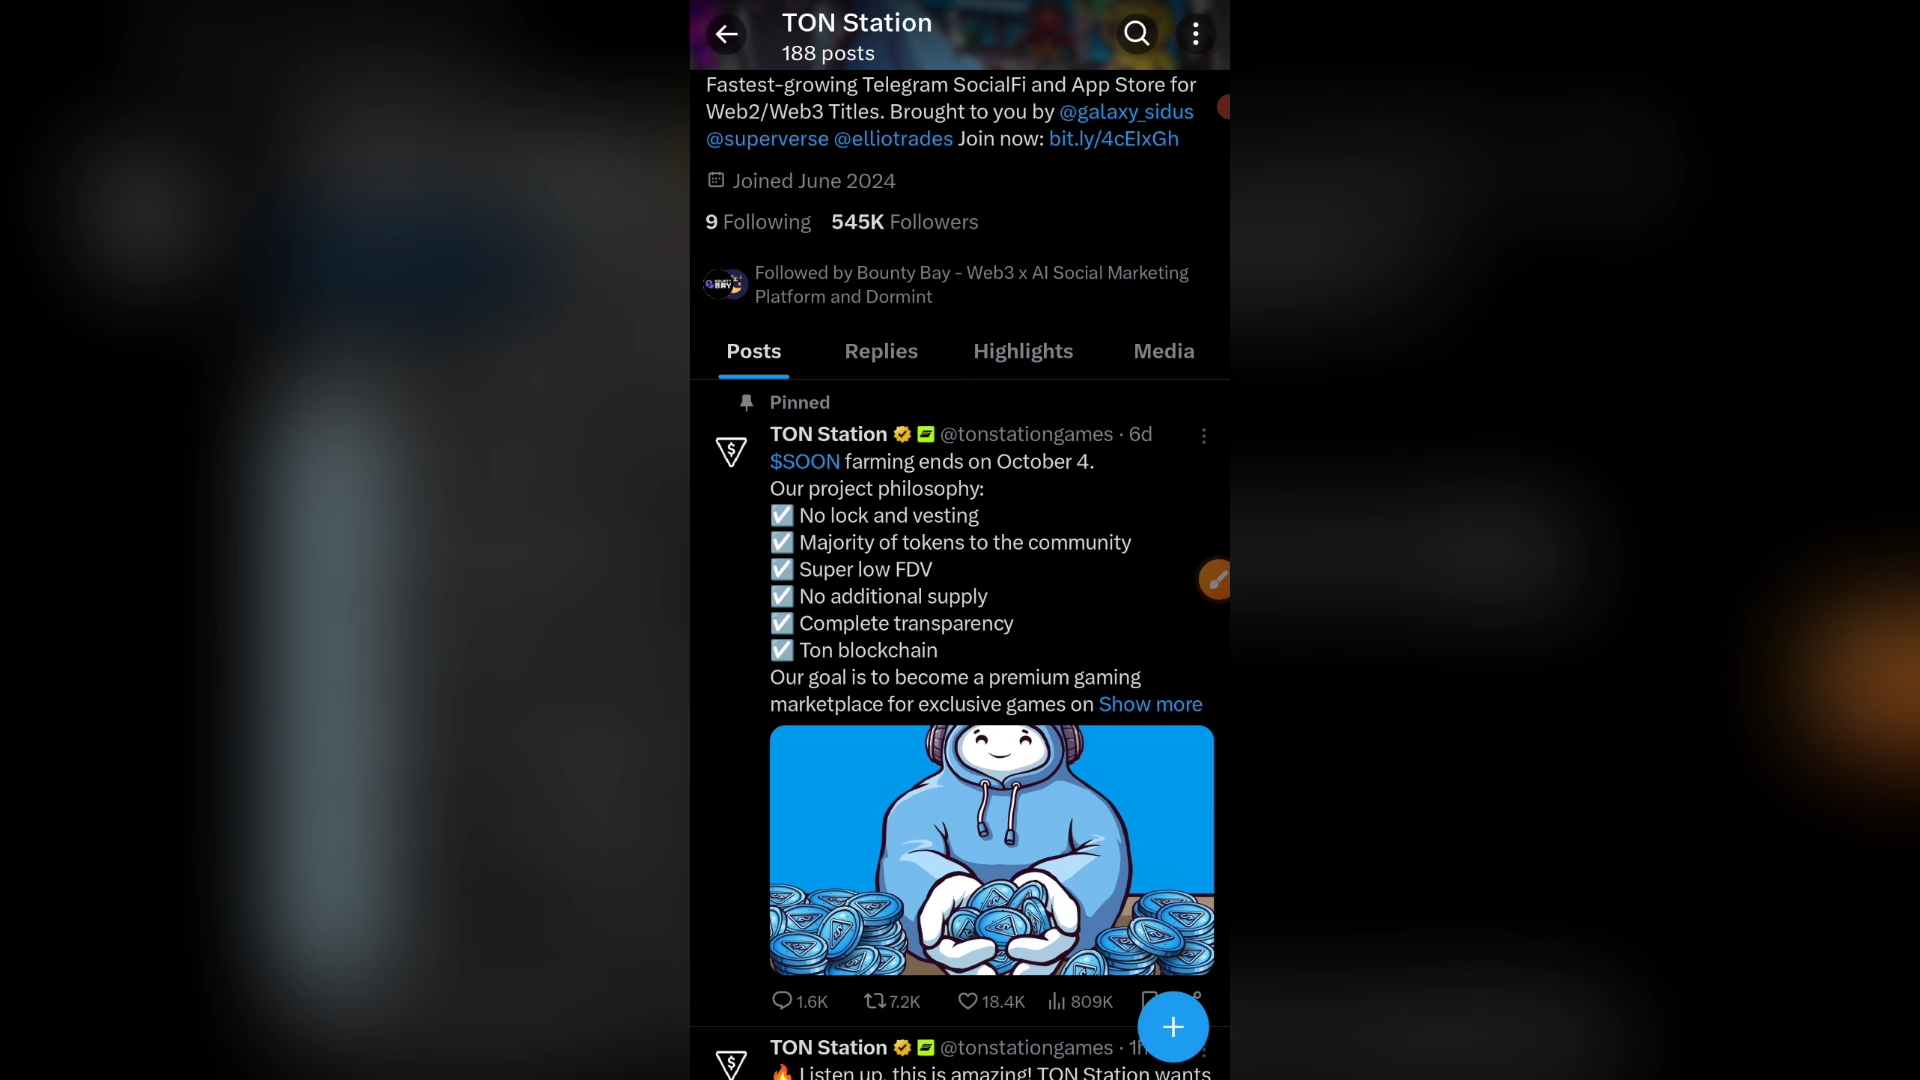 TON Station
188 posts
Fastest-growing Telegram SocialFi and App Store for
Web2/Web3 Titles. Brought to you by @galaxy_sidus
@superverse @elliotrades Join now: bit.ly/4cEIxGh
Joined June 2024
9 Following 545K Followers
Followed by Bounty Bay - Web3 x AI Social Marketing
Platform and Dormint
Posts Replies Highlights Media
Pinned
TON Station @tonstationgames · 6d
$SOON farming ends on October 4.
Our project philosophy:
☑️ No lock and vesting
☑️ Majority of tokens to the community
☑️ Super low FDV
☑️ No additional supply
☑️ Complete transparency
☑️ Ton blockchain
Our goal is to become a premium gaming
marketplace for exclusive games on Show more
1.6K 7.2K 18.4K 809K
TON Station @tonstationgames · 1h
🔥 Listen up, this is amazing! TON Station wants